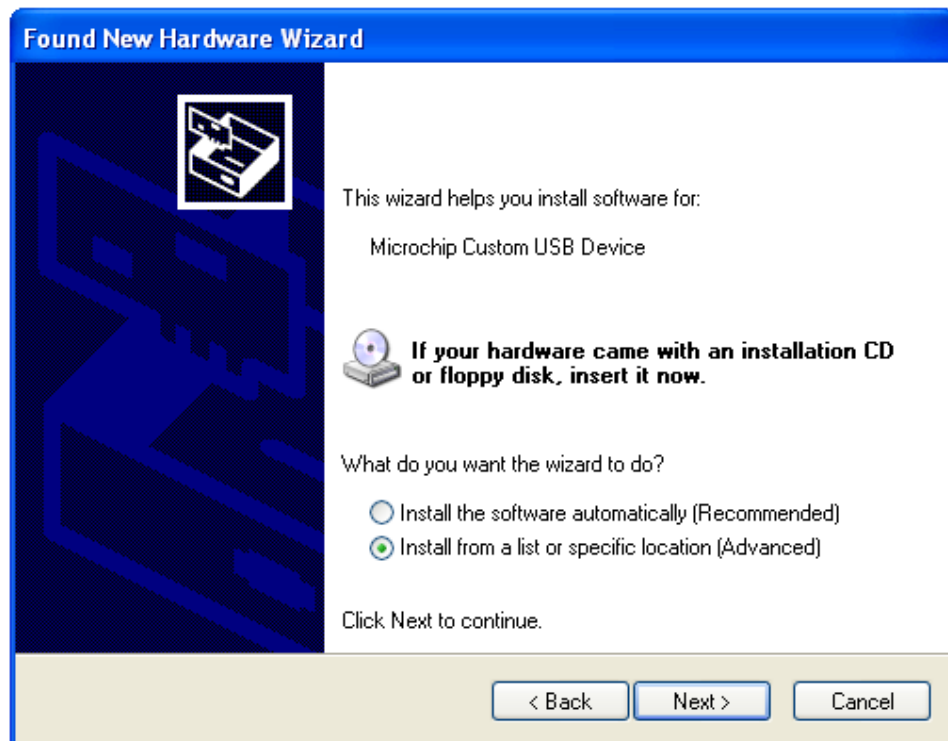 Found New Hardware Wizard
This wizard helps you install software for:
Microchip Custom USB Device
If your hardware came with an installation CD
or floppy disk, insert it now.
What do you want the wizard to do?
Install the software automatically (Recommended)
Install from a list or specific location (Advanced)
Click Next to continue.
< Back
Next >
Cancel